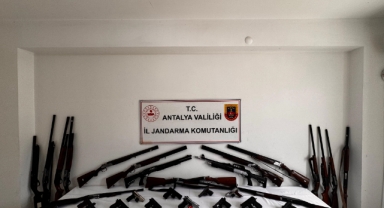 T.C.
ANTALYA VALİLİĞİ
İL JANDARMA KOMUTANLIĞI